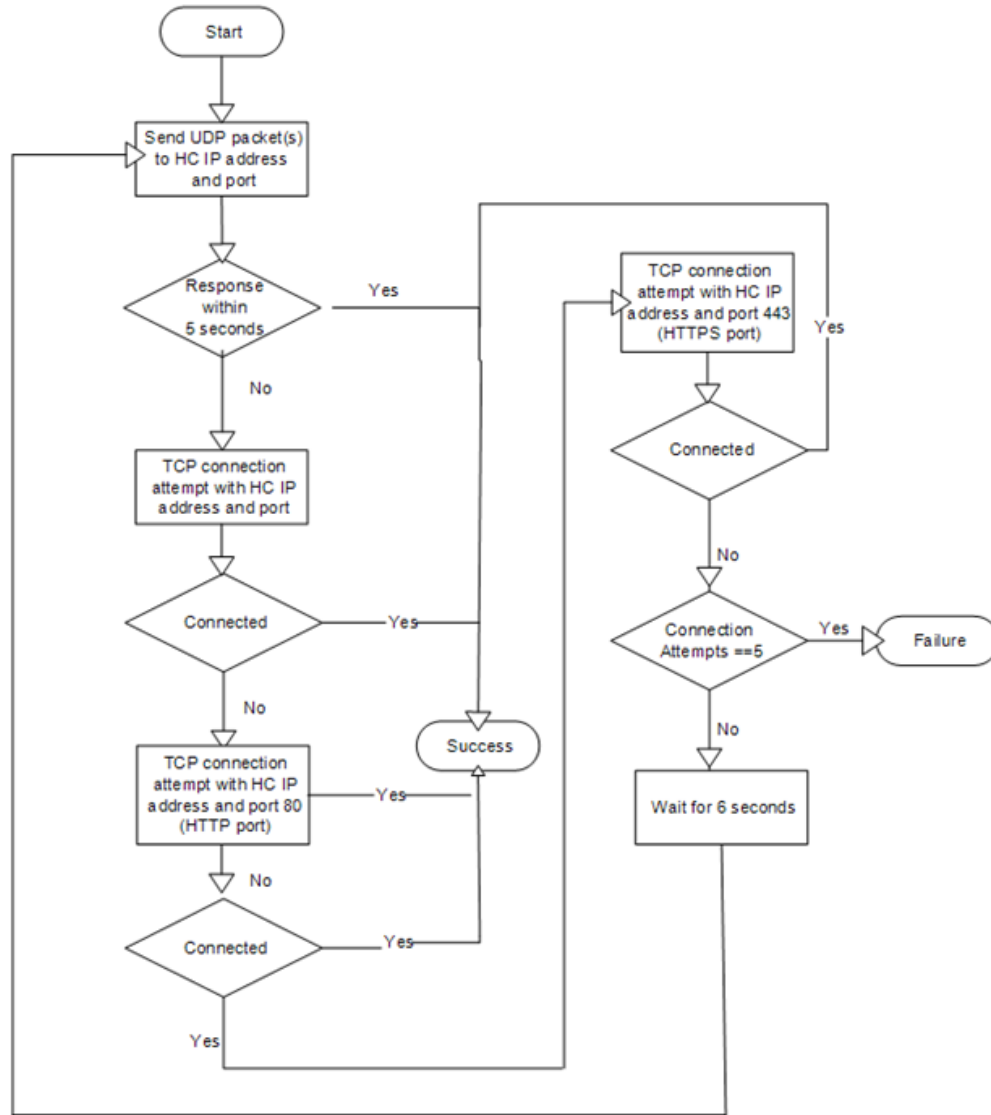 Start
Send UDP packet(s)
to HC IP address
and port
Response
within
5 seconds
Yes
No
TCP connection
attempt with HC IP
address and port
Connected
Yes
No
TCP connection
attempt with HC IP
address and port 80
(HTTP port)
Yes
No
Connected
Yes
Yes
Success
TCP connection
attempt with HC IP
address and port 443
(HTTPS port)
Yes
Connected
No
Connection
Attempts ==5
Yes
Failure
No
Wait for 6 seconds